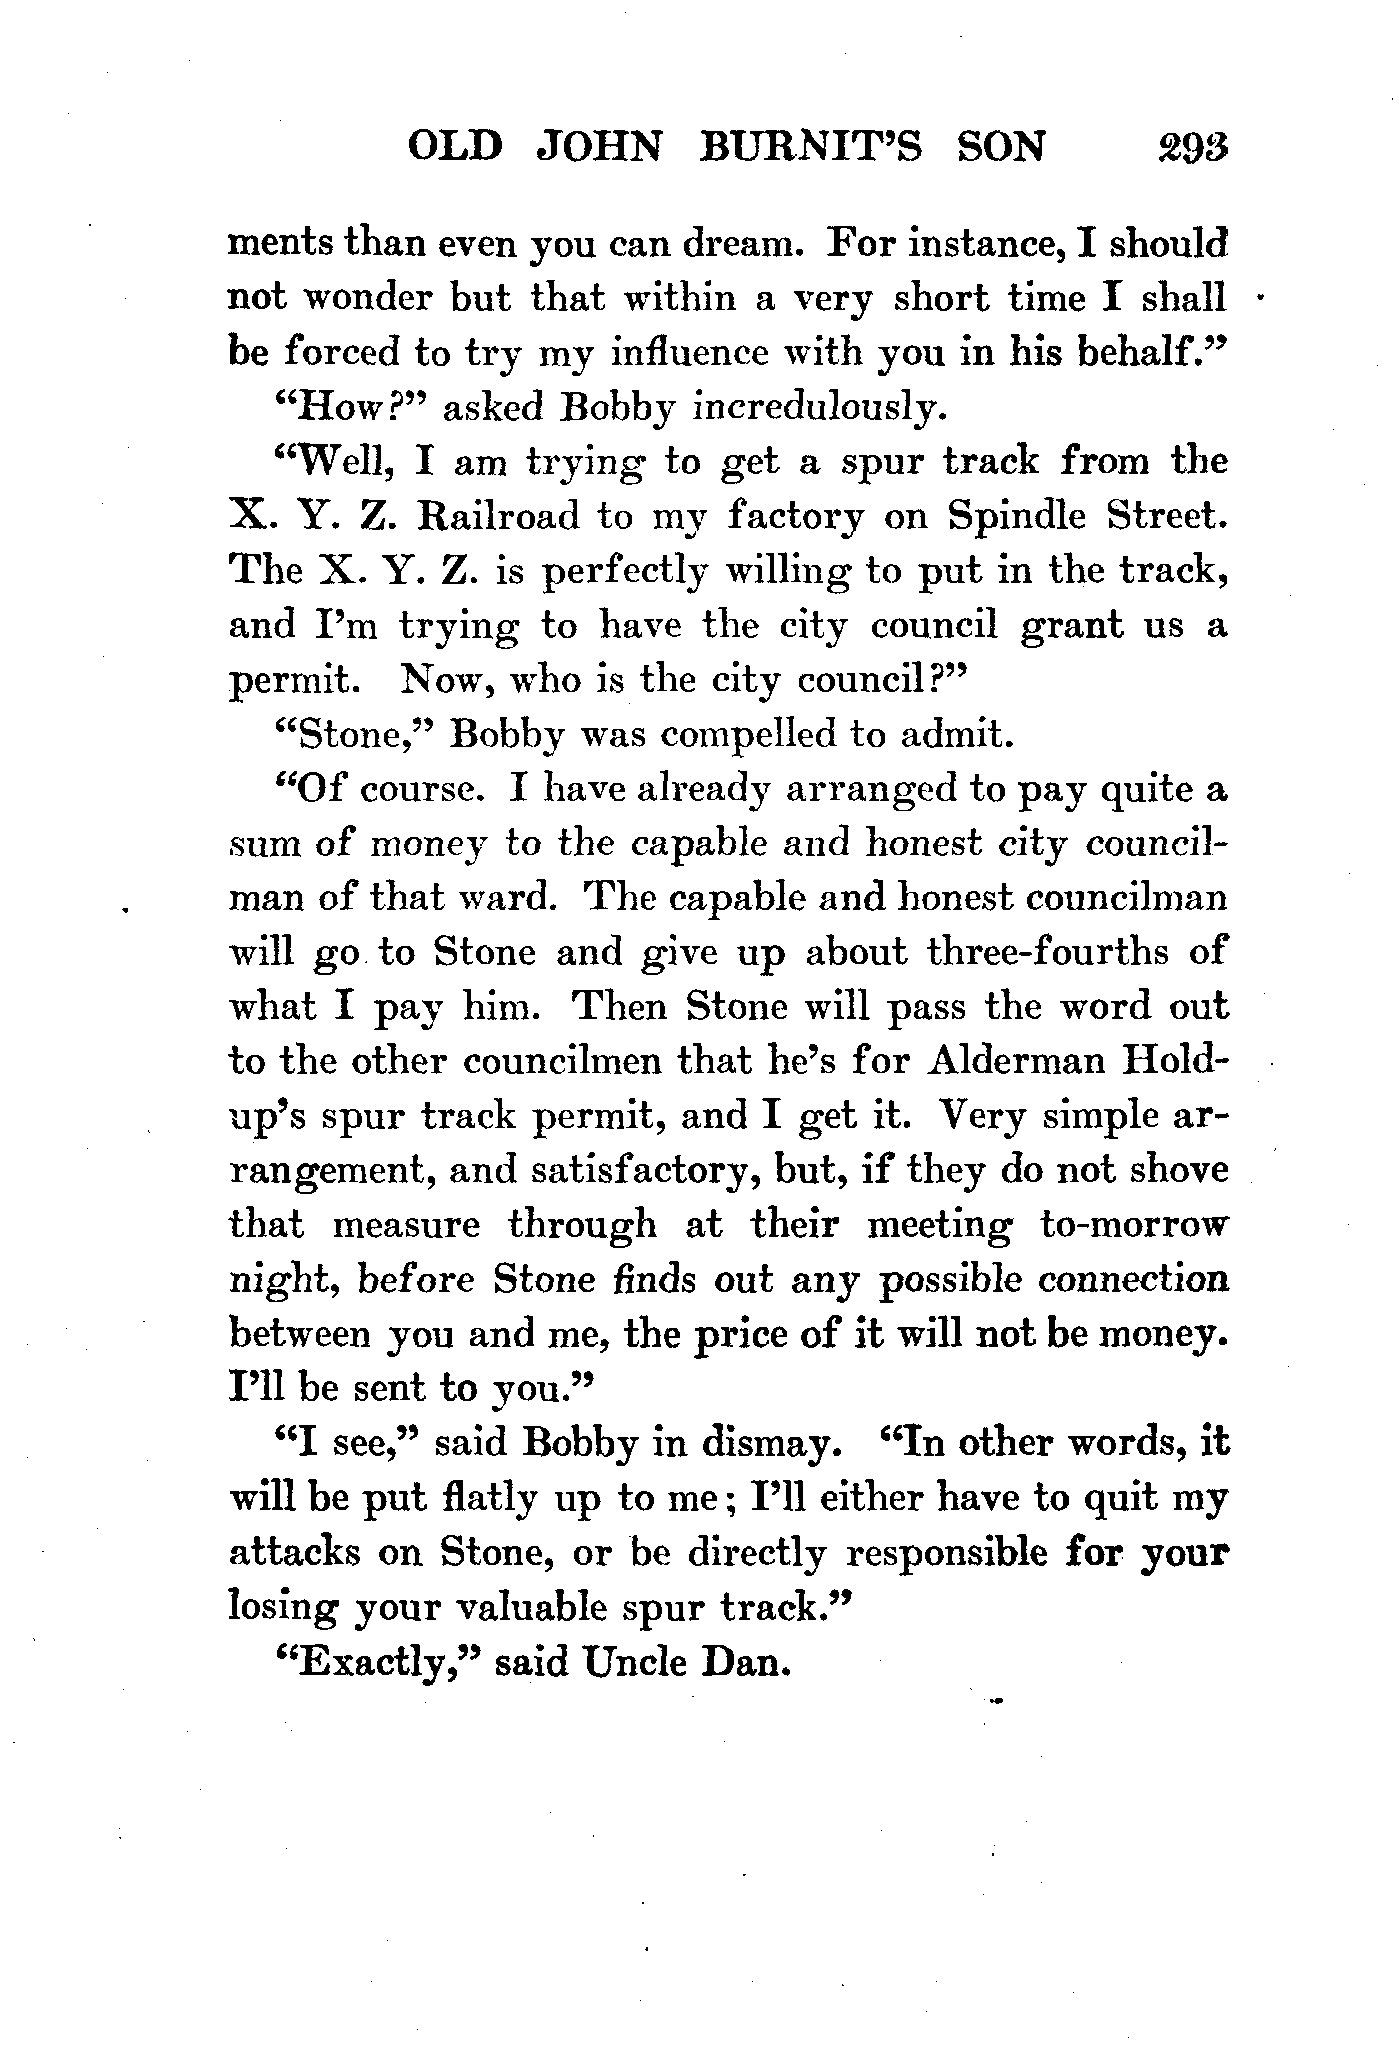 OLD JOHN BURNIT'S SON 293
ments than even you can dream. For instance, I should
not wonder but that within a very short time I shall
be forced to try my influence with you in his behalf.”
“How?” asked Bobby incredulously.
“Well, I am trying to get a spur track from the
X. Y. Z. Railroad to my factory on Spindle Street.
The X. Y. Z. is perfectly willing to put in the track,
and I’m trying to have the city council grant us a
permit. Now, who is the city council?”
“Stone,” Bobby was compelled to admit.
“Of course. I have already arranged to pay quite a
sum of money to the capable and honest city council-
man of that ward. The capable and honest councilman
will go to Stone and give up about three-fourths of
what I pay him. Then Stone will pass the word out
to the other councilmen that he’s for Alderman Hold-
up’s spur track permit, and I get it. Very simple ar-
rangement, and satisfactory, but, if they do not shove
that measure through at their meeting to-morrow
night, before Stone finds out any possible connection
between you and me, the price of it will not be money.
I’ll be sent to you.”
“I see,” said Bobby in dismay. “In other words, it
will be put flatly up to me; I’ll either have to quit my
attacks on Stone, or be directly responsible for your
losing your valuable spur track.”
“Exactly,” said Uncle Dan.